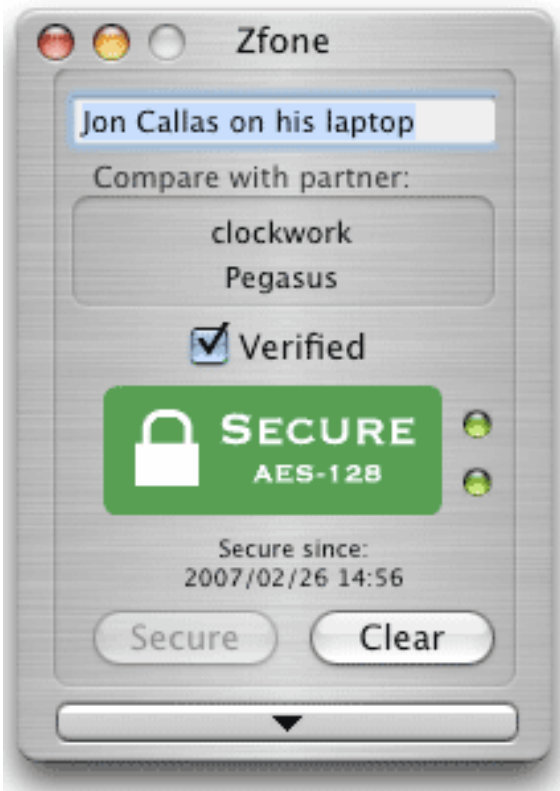 Zfone
Jon Callas on his laptop
Compare with partner:
clockwork
Pegasus
Verified
SECURE
AES-128
Secure since:
2007/02/26 14:56
Secure
Clear